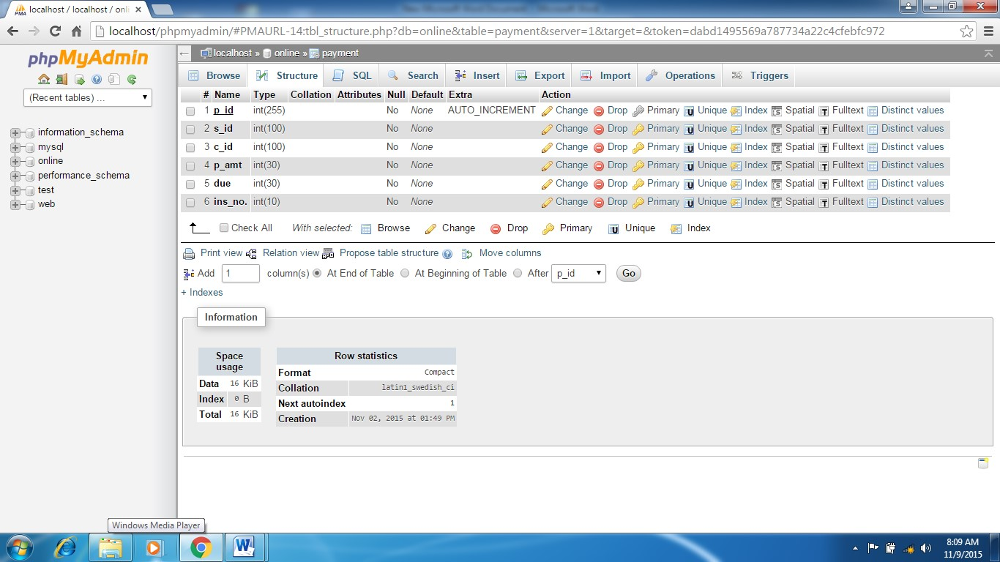 localhost / localhost / onli
New Microsoft Word Document - Microsoft Word
localhost/phpmyadmin/#PMAURL-14:tbl_structure.php?db=online&table=payment&server=1&target=&token=dabd1495569a787734a22c4cfebfc972
phpMyAdmin
(Recent tables) ...
information_schema
mysql
online
performance_schema
test
web
localhost » online » payment
Browse Structure SQL Search Insert Export Import Operations Triggers
# Name Type Collation Attributes Null Default Extra Action
1 p_id int(255) No None AUTO_INCREMENT Change Drop Primary Unique Index Spatial Fulltext Distinct values
2 s_id int(100) No None Change Drop Primary Unique Index Spatial Fulltext Distinct values
3 c_id int(100) No None Change Drop Primary Unique Index Spatial Fulltext Distinct values
4 p_amt int(30) No None Change Drop Primary Unique Index Spatial Fulltext Distinct values
5 due int(30) No None Change Drop Primary Unique Index Spatial Fulltext Distinct values
6 ins_no. int(10) No None Change Drop Primary Unique Index Spatial Fulltext Distinct values
Check All With selected: Browse Change Drop Primary Unique Index
Print view Relation view Propose table structure Move columns
Add 1 column(s) At End of Table At Beginning of Table After p_id Go
+ Indexes
Information
Space usage
Data 16 KiB
Index 0 B
Total 16 KiB
Row statistics
Format Compact
Collation latin1_swedish_ci
Next autoindex 1
Creation Nov 02, 2015 at 01:49 PM
Windows Media Player
8:09 AM
11/9/2015